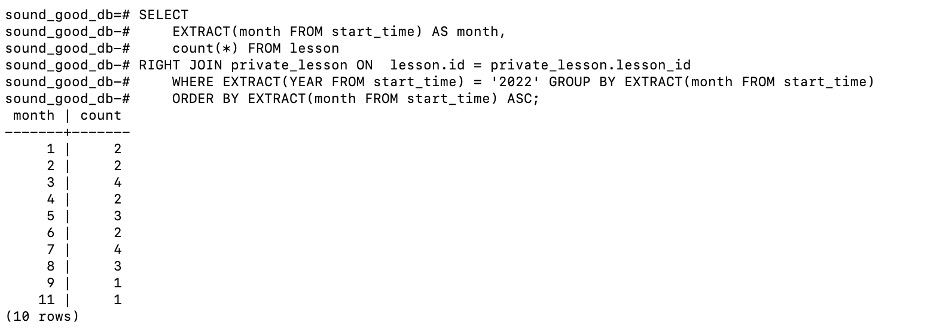 sound_good_db=# SELECT
sound_good_db-#     EXTRACT(month FROM start_time) AS month,
sound_good_db-#     count(*) FROM lesson
sound_good_db-# RIGHT JOIN private_lesson ON  lesson.id = private_lesson.lesson_id
sound_good_db-#     WHERE EXTRACT(YEAR FROM start_time) = '2022' GROUP BY EXTRACT(month FROM start_time)
sound_good_db-#     ORDER BY EXTRACT(month FROM start_time) ASC;
 month | count
-------+-------
     1 |     2
     2 |     2
     3 |     4
     4 |     2
     5 |     3
     6 |     2
     7 |     4
     8 |     3
     9 |     1
    11 |     1
(10 rows)